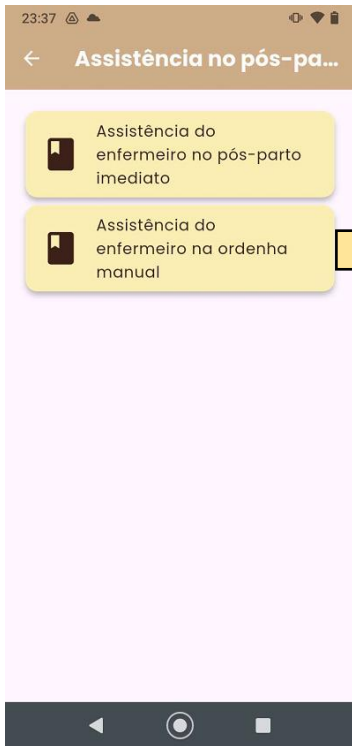 23:37
Assistência no pós-pa...
Assistência do
enfermeiro no pós-parto
imediato
Assistência do
enfermeiro na ordenha
manual